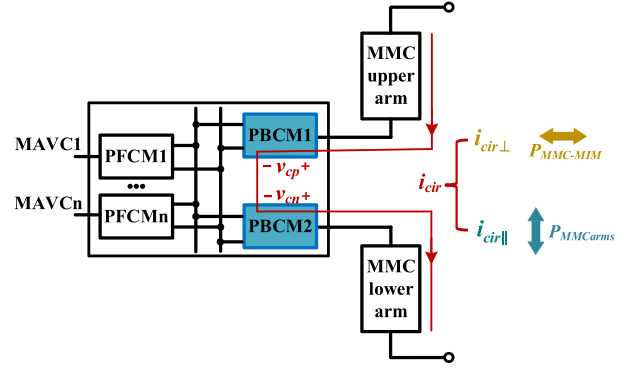 MMC
upper
arm
MAVC1
PFCM1
PBCM1
- v_cp +
i_cir⊥
P_MMC-MIM
i_cir
MAVCn
PFCMn
- v_cn +
PBCM2
i_cir∥
P_MMCarms
MMC
lower
arm